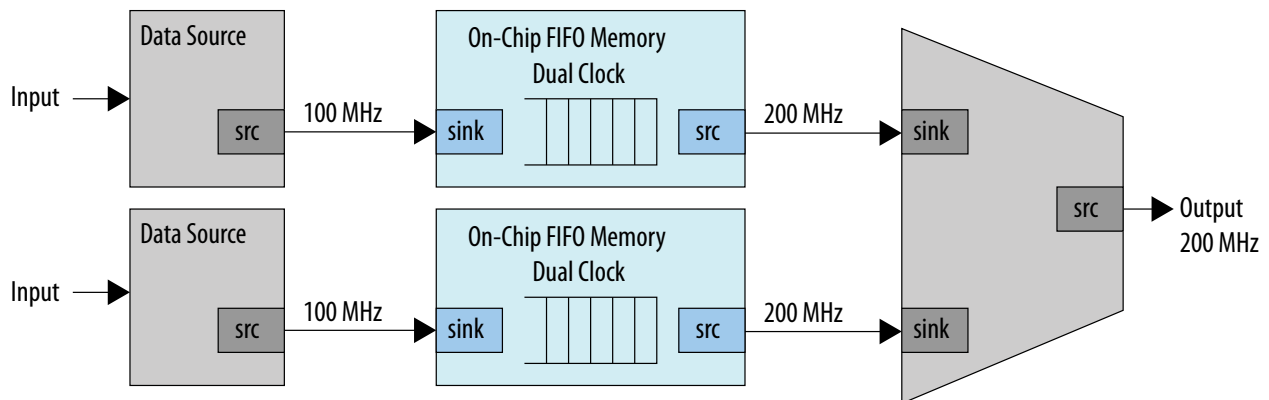 Data Source
Input
src
100 MHz
On-Chip FIFO Memory
Dual Clock
sink
src
200 MHz
sink
Data Source
Input
src
100 MHz
On-Chip FIFO Memory
Dual Clock
sink
src
200 MHz
sink
src
Output
200 MHz